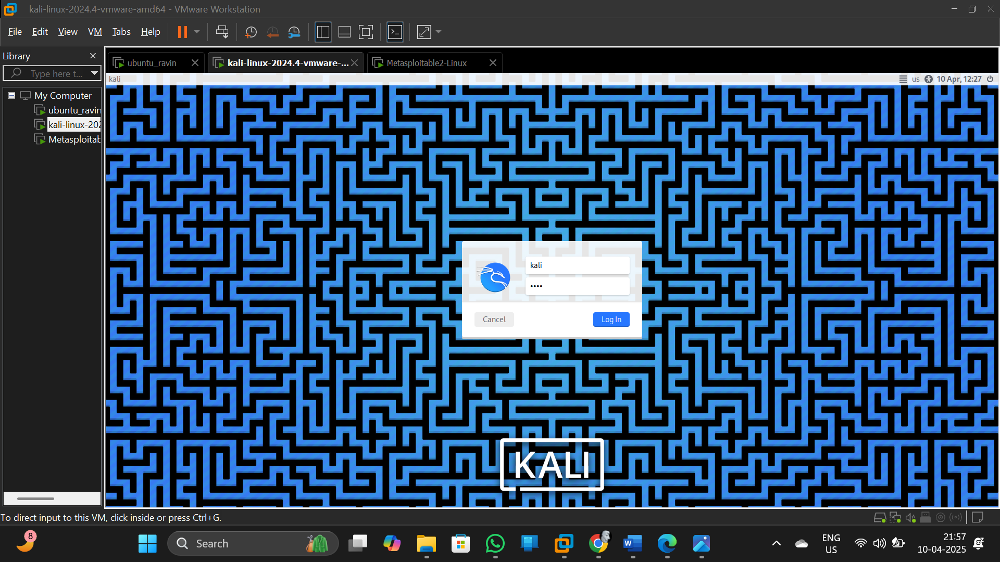 kali-linux-2024.4-vmware-amd64 - VMware Workstation
File Edit View VM Tabs Help
Library
Type here t...
ubuntu_ravin
kali-linux-2024.4-vmware-...
Metasploitable2-Linux
kali
us
10 Apr, 12:27
My Computer
ubuntu_ravin
kali-linux-202
Metasploitab
kali
••••
Cancel
Log In
KALI
To direct input to this VM, click inside or press Ctrl+G.
8
Search
W
ENG
US
21:57
10-04-2025